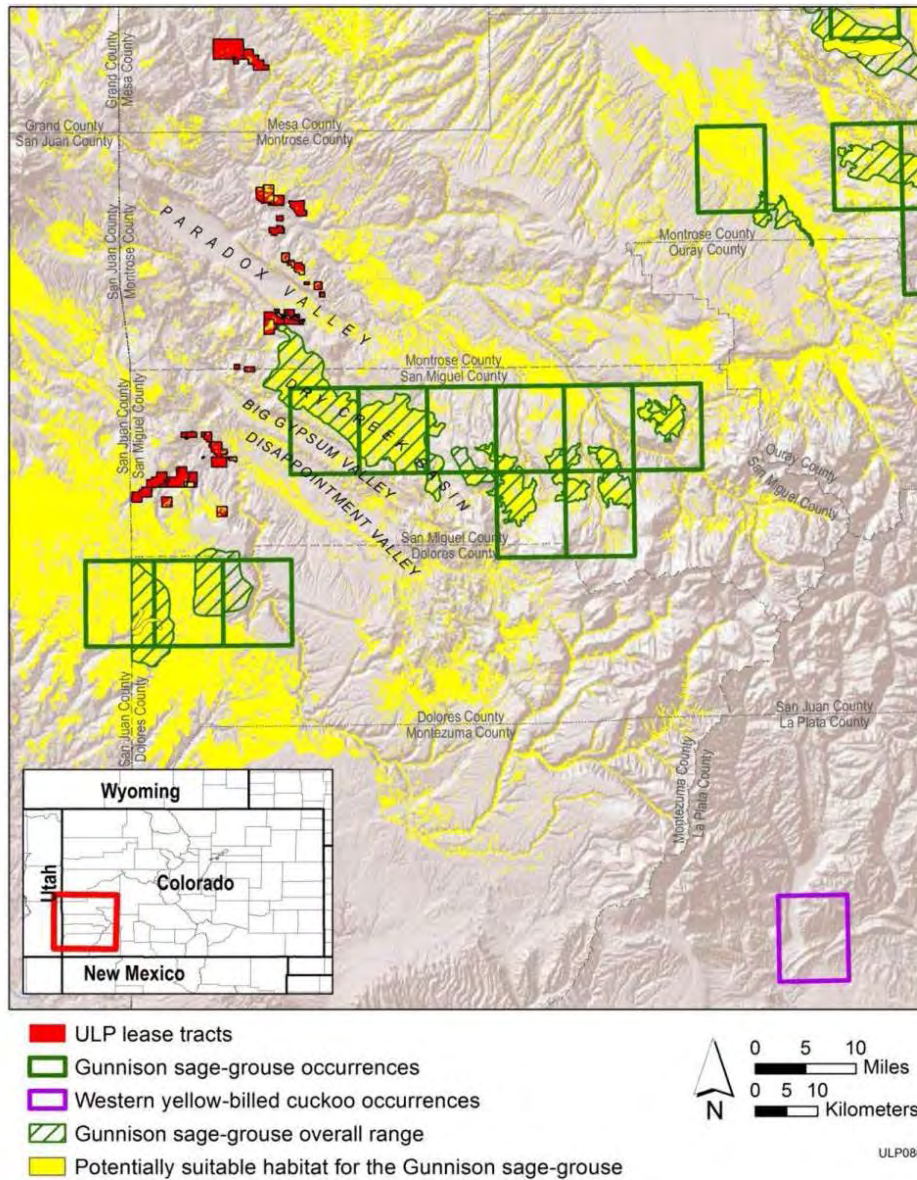 Grand County
Mesa County
Grand County
San Juan County
Mesa County
Montrose County
San Juan County
Montrose County
PARADOX VALLEY
Montrose County
Ouray County
Montrose County
San Miguel County
San Juan County
San Miguel County
DRY CREEK BASIN
BIG GYPSUM VALLEY
DISAPPOINTMENT VALLEY
Ouray County
San Miguel County
San Miguel County
Dolores County
San Juan County
Dolores County
Dolores County
Montezuma County
San Juan County
La Plata County
Montezuma County
La Plata County
Wyoming
Utah
Colorado
New Mexico
ULP lease tracts
Gunnison sage-grouse occurrences
Western yellow-billed cuckoo occurrences
Gunnison sage-grouse overall range
Potentially suitable habitat for the Gunnison sage-grouse
N
0 5 10
Miles
0 5 10
Kilometers
ULP08